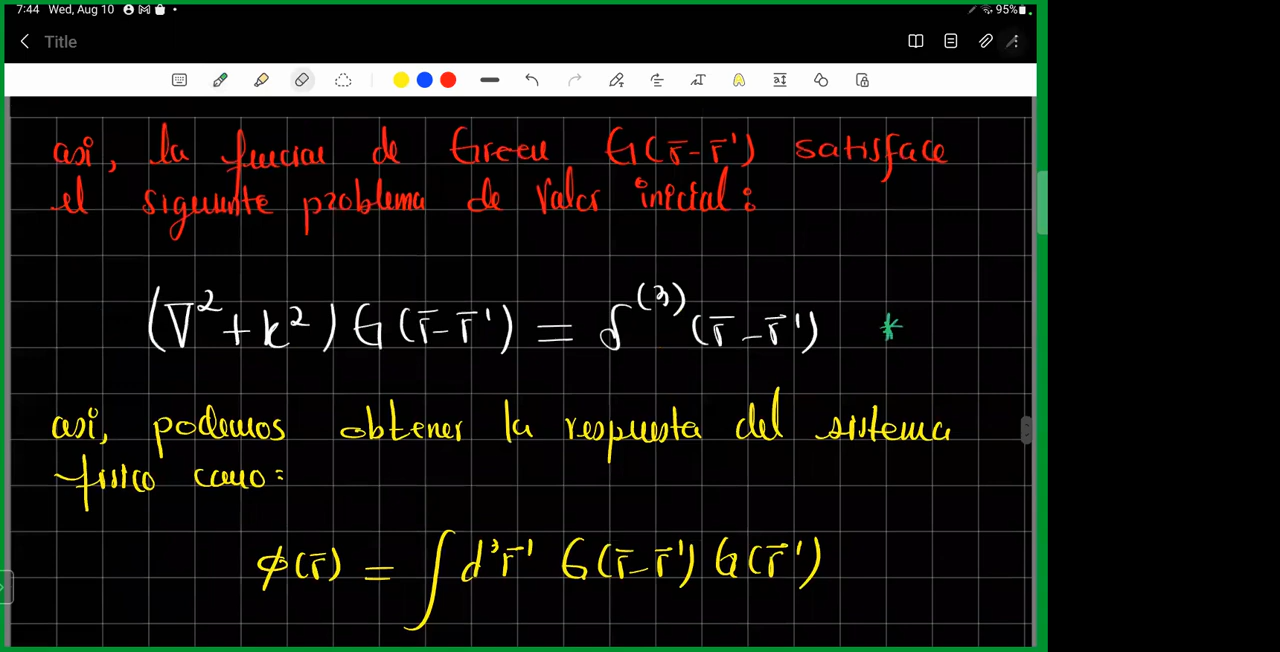 7:44 Wed, Aug 10 95%
Title
asi, la funcion de Green G(r̄-r̄') satisface
el siguiente problema de valor inicial:
(∇² + k²) G(r̄-r̄') = δ⁽³⁾(r̄-r̄') *
asi, podemos obtener la respuesta del sistema
fisico como:
φ(r̄) = ∫ d³r̄' G(r̄-r̄') G(r̄')